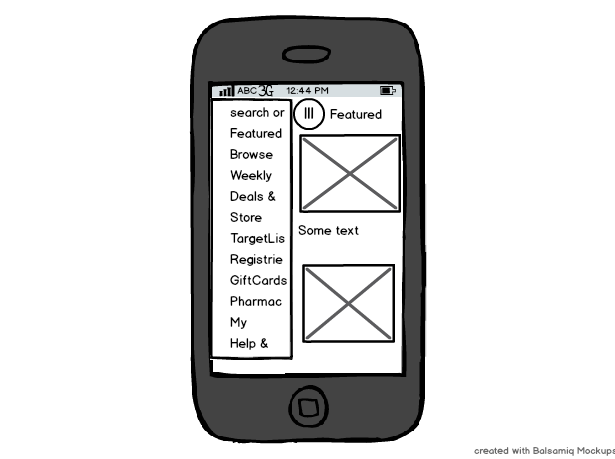 ABC 3G 12:44 PM
search or
Featured
Browse
Weekly
Deals &
Store
TargetLis
Registrie
GiftCards
Pharmac
My
Help &
Featured
Some text
created with Balsamiq Mockups